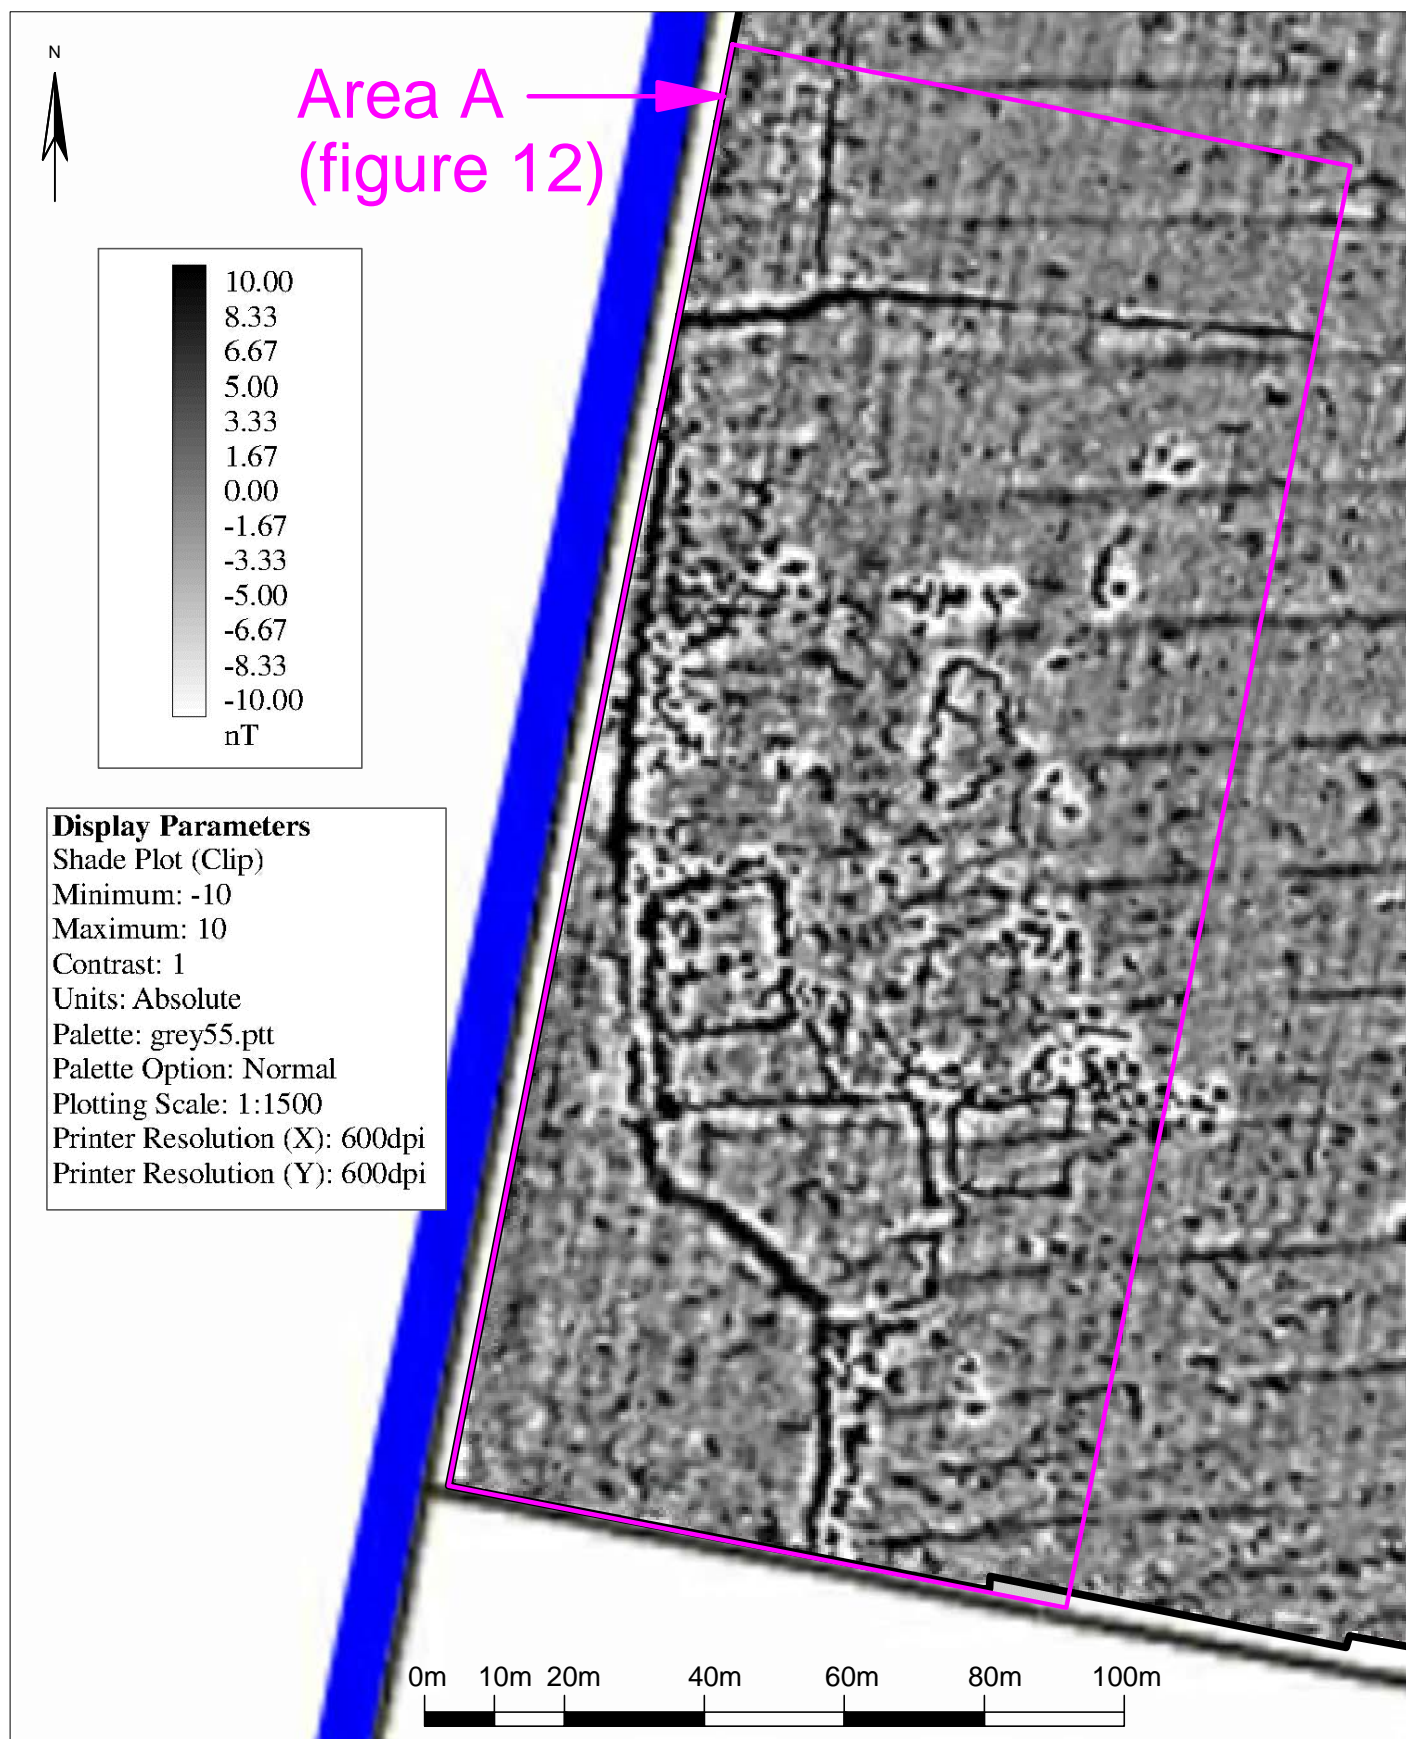 N
Area A
(figure 12)
10.00
8.33
6.67
5.00
3.33
1.67
0.00
-1.67
-3.33
-5.00
-6.67
-8.33
-10.00
nT
Display Parameters
Shade Plot (Clip)
Minimum: -10
Maximum: 10
Contrast: 1
Units: Absolute
Palette: grey55.ptt
Palette Option: Normal
Plotting Scale: 1:1500
Printer Resolution (X): 600dpi
Printer Resolution (Y): 600dpi
0m 10m 20m 40m 60m 80m 100m